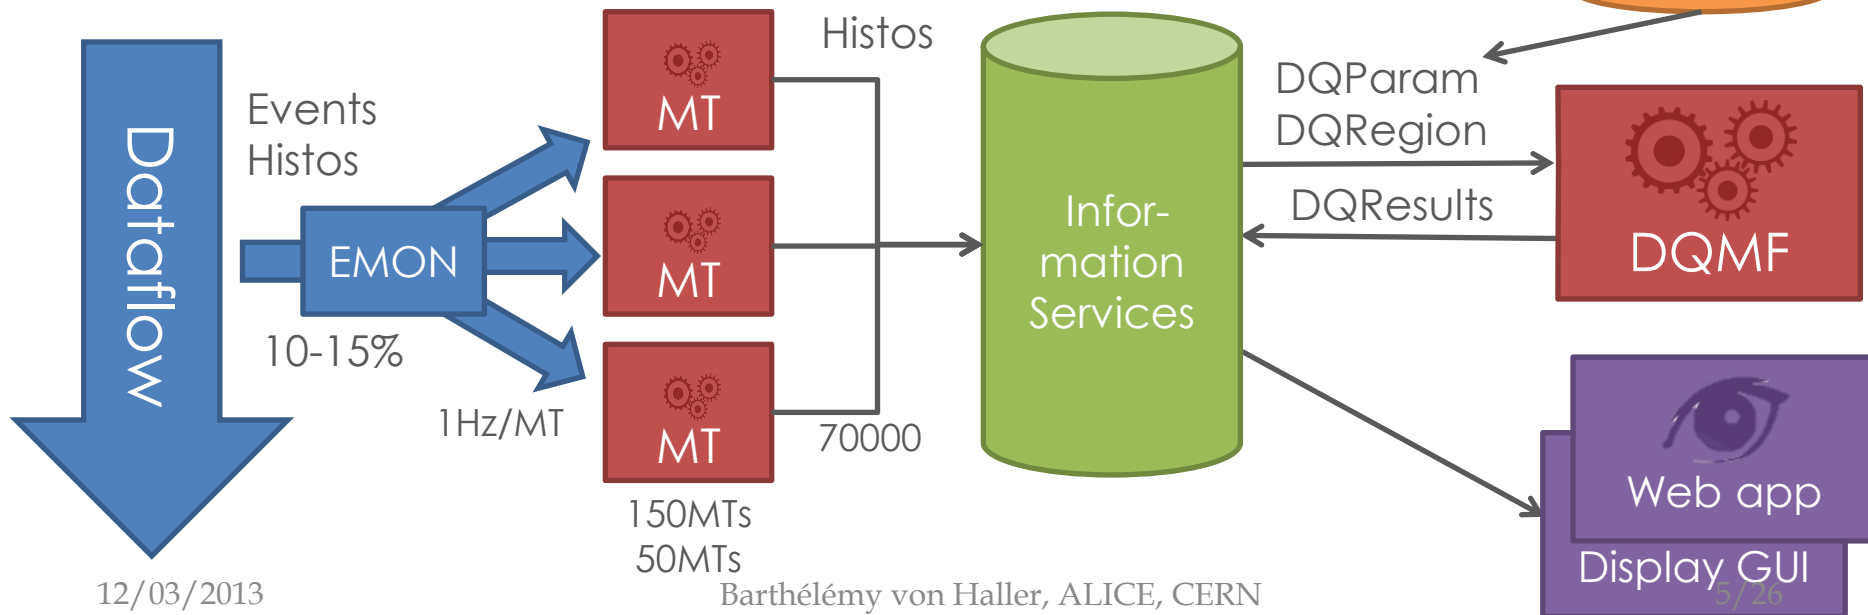 Dataflow
Events
Histos
EMON
10-15%
1Hz/MT
MT
MT
MT
150MTs
50MTs
Histos
70000
Infor-
mation
Services
DQParam
DQRegion
DQResults
DQMF
Web app
Display GUI
12/03/2013
Barthélémy von Haller, ALICE, CERN
5/26